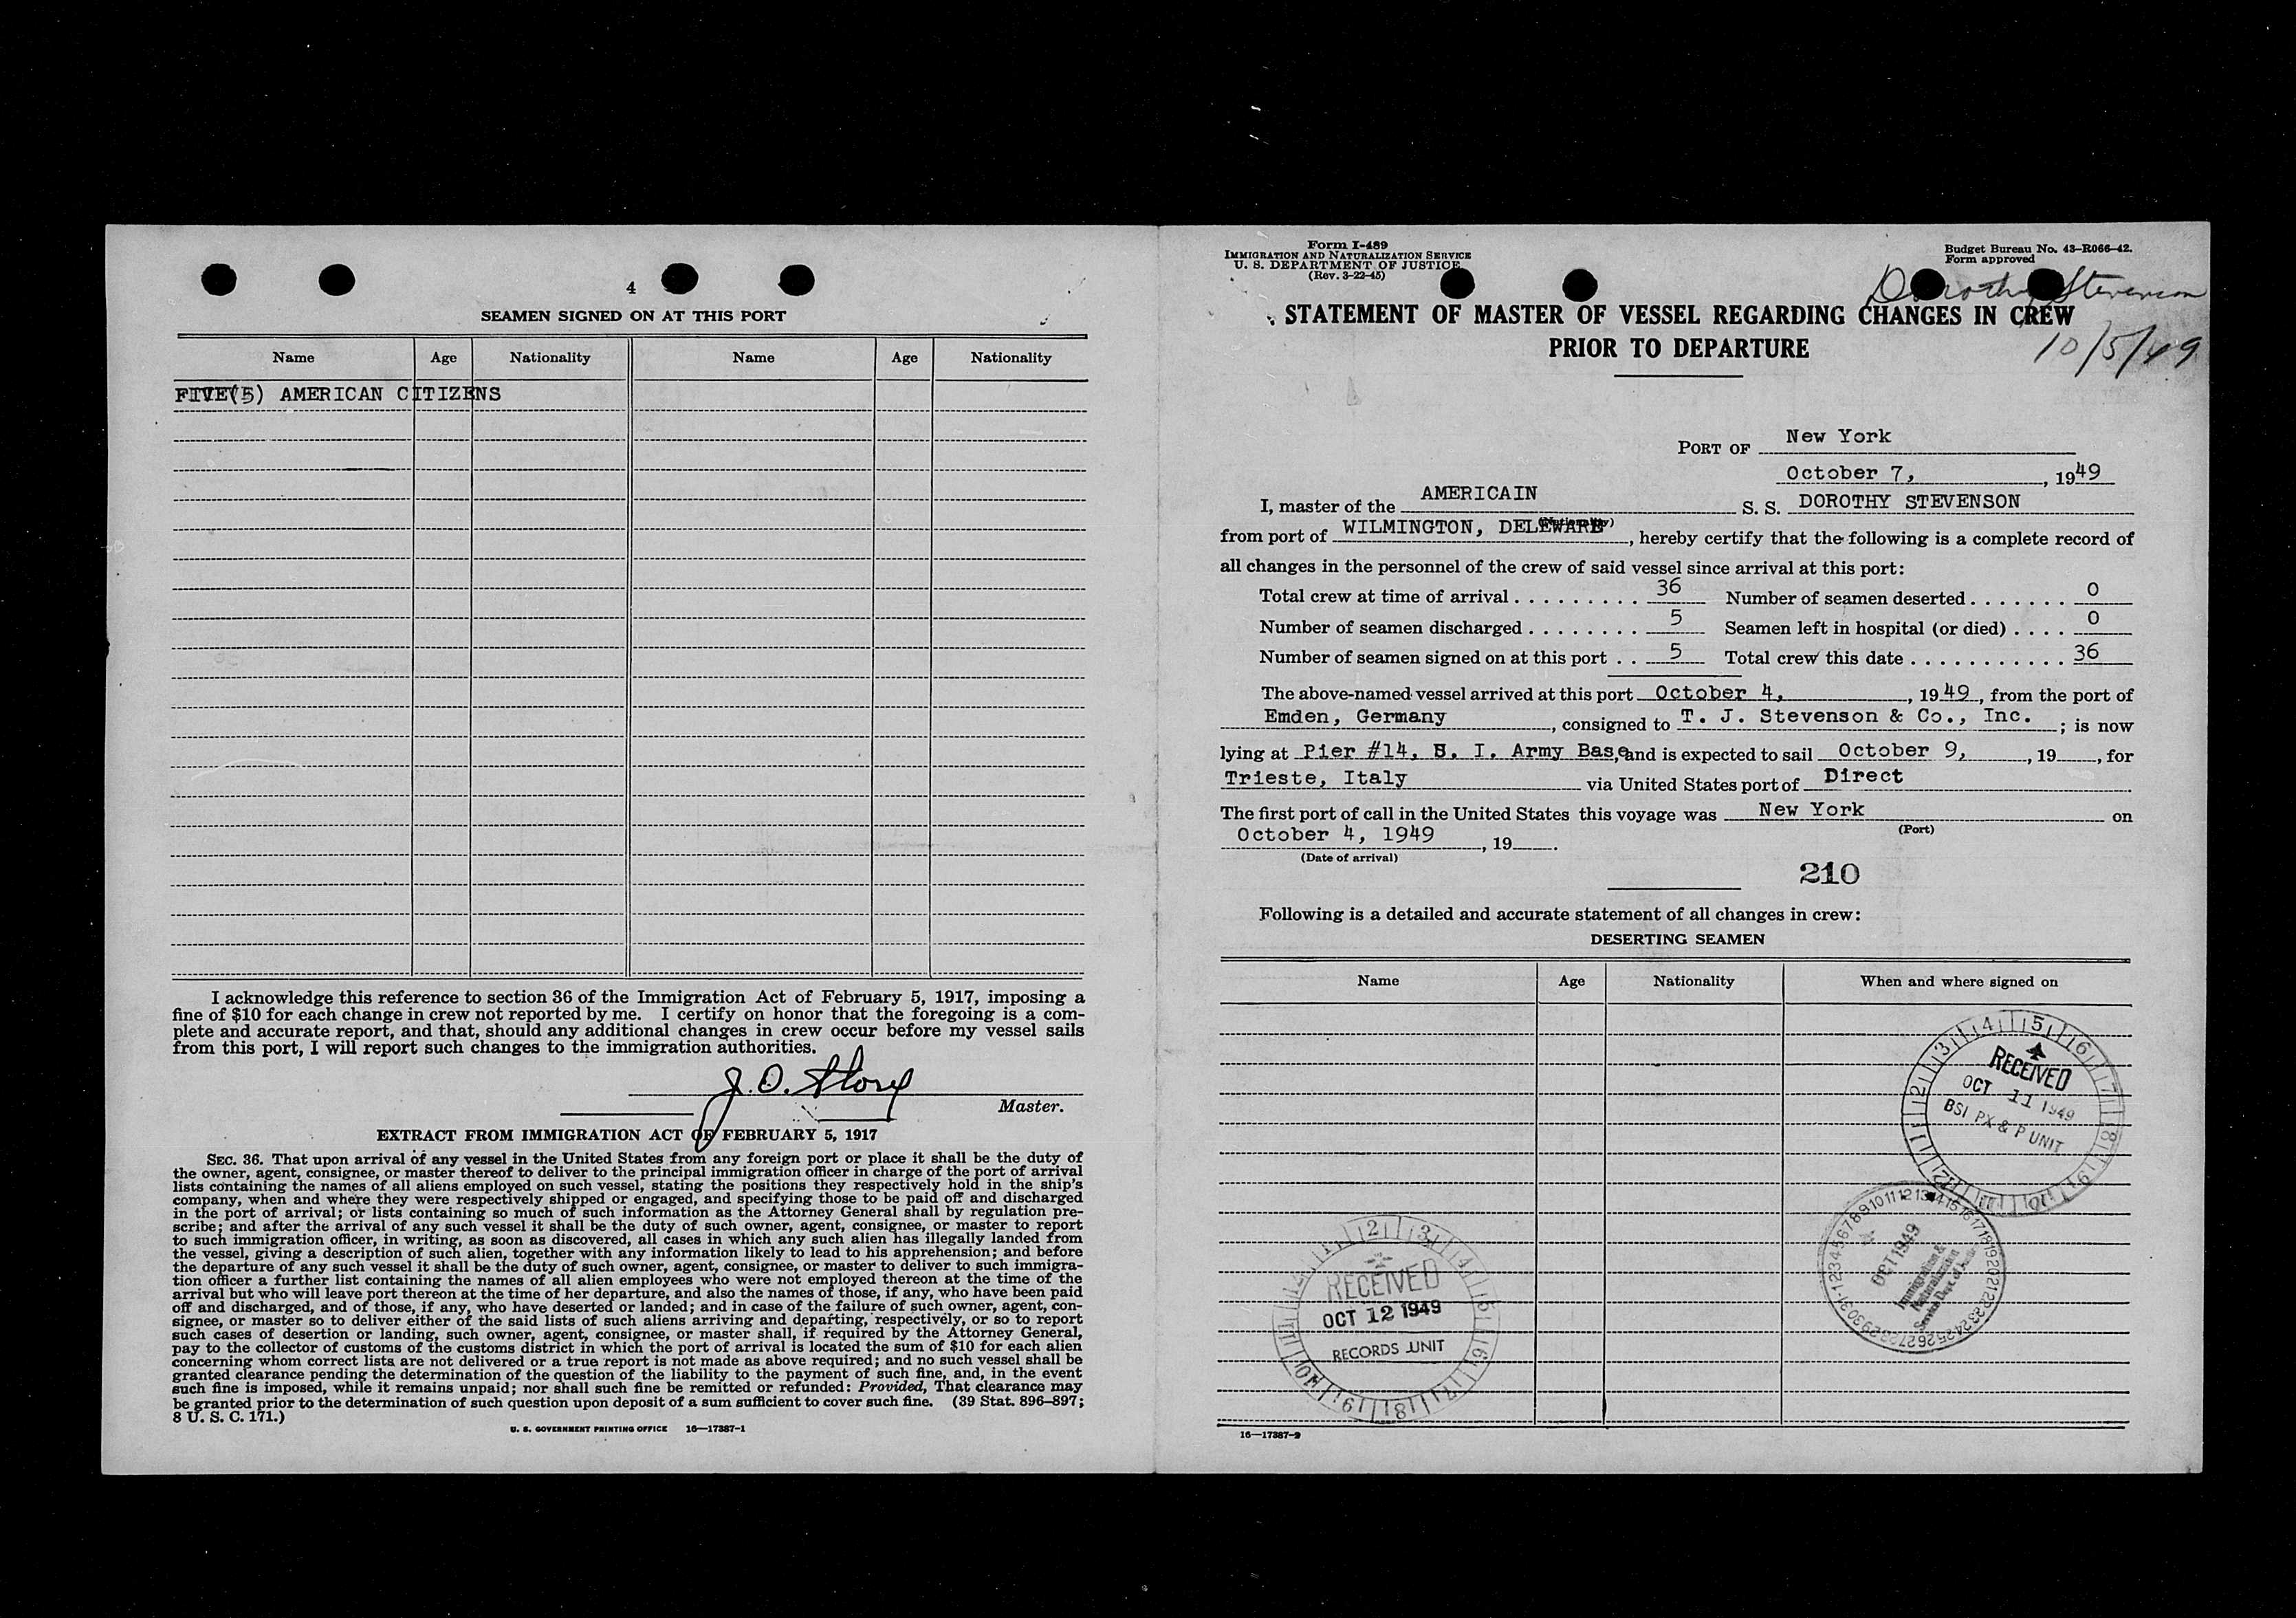 4
SEAMEN SIGNED ON AT THIS PORT
Name Age Nationality Name Age Nationality
FIVE(5) AMERICAN CITIZENS
I acknowledge this reference to section 36 of the Immigration Act of February 5, 1917, imposing a
fine of $10 for each change in crew not reported by me. I certify on honor that the foregoing is a com-
plete and accurate report, and that, should any additional changes in crew occur before my vessel sails
from this port, I will report such changes to the immigration authorities.
J. O. Story
Master.
EXTRACT FROM IMMIGRATION ACT OF FEBRUARY 5, 1917
SEC. 36. That upon arrival of any vessel in the United States from any foreign port or place it shall be the duty of
the owner, agent, consignee, or master thereof to deliver to the principal immigration officer in charge of the port of arrival
lists containing the names of all aliens employed on such vessel, stating the positions they respectively hold in the ship's
company, when and where they were respectively shipped or engaged, and specifying those to be paid off and discharged
in the port of arrival; or lists containing so much of such information as the Attorney General shall by regulation pre-
scribe; and after the arrival of any such vessel it shall be the duty of such owner, agent, consignee, or master to report
to such immigration officer, in writing, as soon as discovered, all cases in which any such alien has illegally landed from
the vessel, giving a description of such alien, together with any information likely to lead to his apprehension; and before
the departure of any such vessel it shall be the duty of such owner, agent, consignee, or master to deliver to such immigra-
tion officer a further list containing the names of all alien employees who were not employed thereon at the time of the
arrival but who will leave port thereon at the time of her departure, and also the names of those, if any, who have been paid
off and discharged, and of those, if any, who have deserted or landed; and in case of the failure of such owner, agent, con-
signee, or master so to deliver either of the said lists of such aliens arriving and departing, respectively, or so to report
such cases of desertion or landing, such owner, agent, consignee, or master shall, if required by the Attorney General,
pay to the collector of customs of the customs district in which the port of arrival is located the sum of $10 for each alien
concerning whom correct lists are not delivered or a true report is not made as above required; and no such vessel shall be
granted clearance pending the determination of the question of the liability to the payment of such fine, and, in the event
such fine is imposed, while it remains unpaid; nor shall such fine be remitted or refunded: Provided, That clearance may
be granted prior to the determination of such question upon deposit of a sum sufficient to cover such fine. (39 Stat. 896–897;
8 U. S. C. 171.)
U. S. GOVERNMENT PRINTING OFFICE 16—17387-1
Form I-489
IMMIGRATION AND NATURALIZATION SERVICE
U. S. DEPARTMENT OF JUSTICE
(Rev. 3-22-45)
Budget Bureau No. 43–R066–42.
Form approved
Dorothy Stevenson
STATEMENT OF MASTER OF VESSEL REGARDING CHANGES IN CREW
PRIOR TO DEPARTURE
10/5/49
PORT OF New York
October 7, , 1949
I, master of the AMERICAIN S. S. DOROTHY STEVENSON
(Nationality)
from port of WILMINGTON, DELEWARE , hereby certify that the following is a complete record of
all changes in the personnel of the crew of said vessel since arrival at this port:
Total crew at time of arrival . . . . . . . . . 36 Number of seamen deserted . . . . . . . 0
Number of seamen discharged . . . . . . . . 5 Seamen left in hospital (or died) . . . . 0
Number of seamen signed on at this port . . 5 Total crew this date . . . . . . . . . . . 36
The above-named vessel arrived at this port October 4, , 1949, from the port of
Emden, Germany , consigned to T. J. Stevenson & Co., Inc. ; is now
lying at Pier #14, S. I. Army Base, and is expected to sail October 9, , 19 , for
Trieste, Italy via United States port of Direct
The first port of call in the United States this voyage was New York on
(Port)
October 4, 1949 , 19 .
(Date of arrival)
210
Following is a detailed and accurate statement of all changes in crew:
DESERTING SEAMEN
Name Age Nationality When and where signed on
RECEIVED
OCT 11 1949
BSI PX & P UNIT
OCT 1949
Immigration &
Naturalization
Service Dept. of Justice
RECEIVED
OCT 12 1949
RECORDS UNIT
16—17387-2